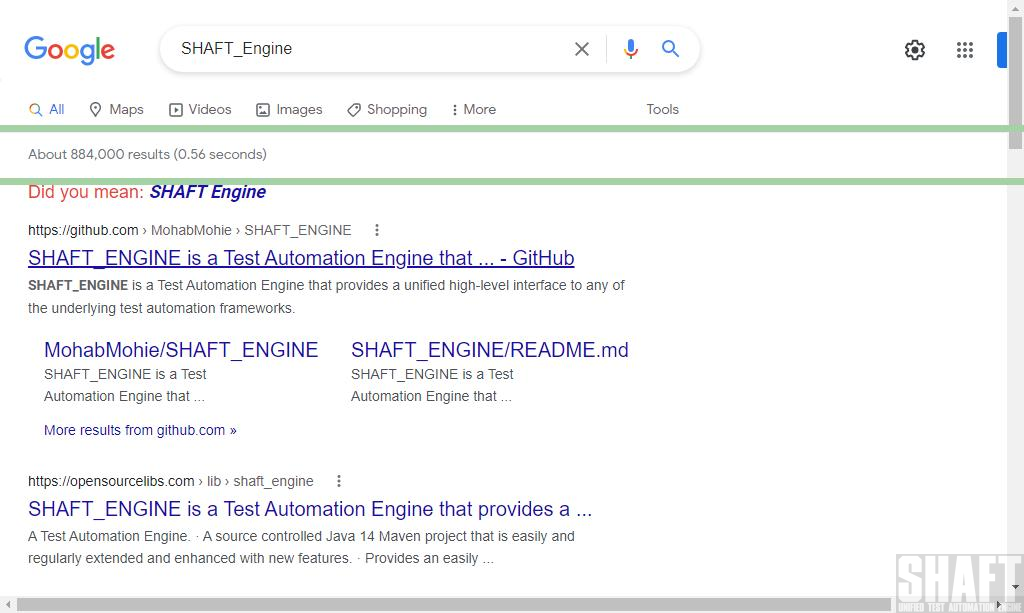 Google
SHAFT_Engine
All Maps Videos Images Shopping More Tools
About 884,000 results (0.56 seconds)
Did you mean: SHAFT Engine
https://github.com › MohabMohie › SHAFT_ENGINE
SHAFT_ENGINE is a Test Automation Engine that ... - GitHub
SHAFT_ENGINE is a Test Automation Engine that provides a unified high-level interface to any of
the underlying test automation frameworks.
MohabMohie/SHAFT_ENGINE
SHAFT_ENGINE is a Test
Automation Engine that ...
SHAFT_ENGINE/README.md
SHAFT_ENGINE is a Test
Automation Engine that ...
More results from github.com »
https://opensourcelibs.com › lib › shaft_engine
SHAFT_ENGINE is a Test Automation Engine that provides a ...
A Test Automation Engine. · A source controlled Java 14 Maven project that is easily and
regularly extended and enhanced with new features. · Provides an easily ...
SHAFT
UNIFIED TEST AUTOMATION